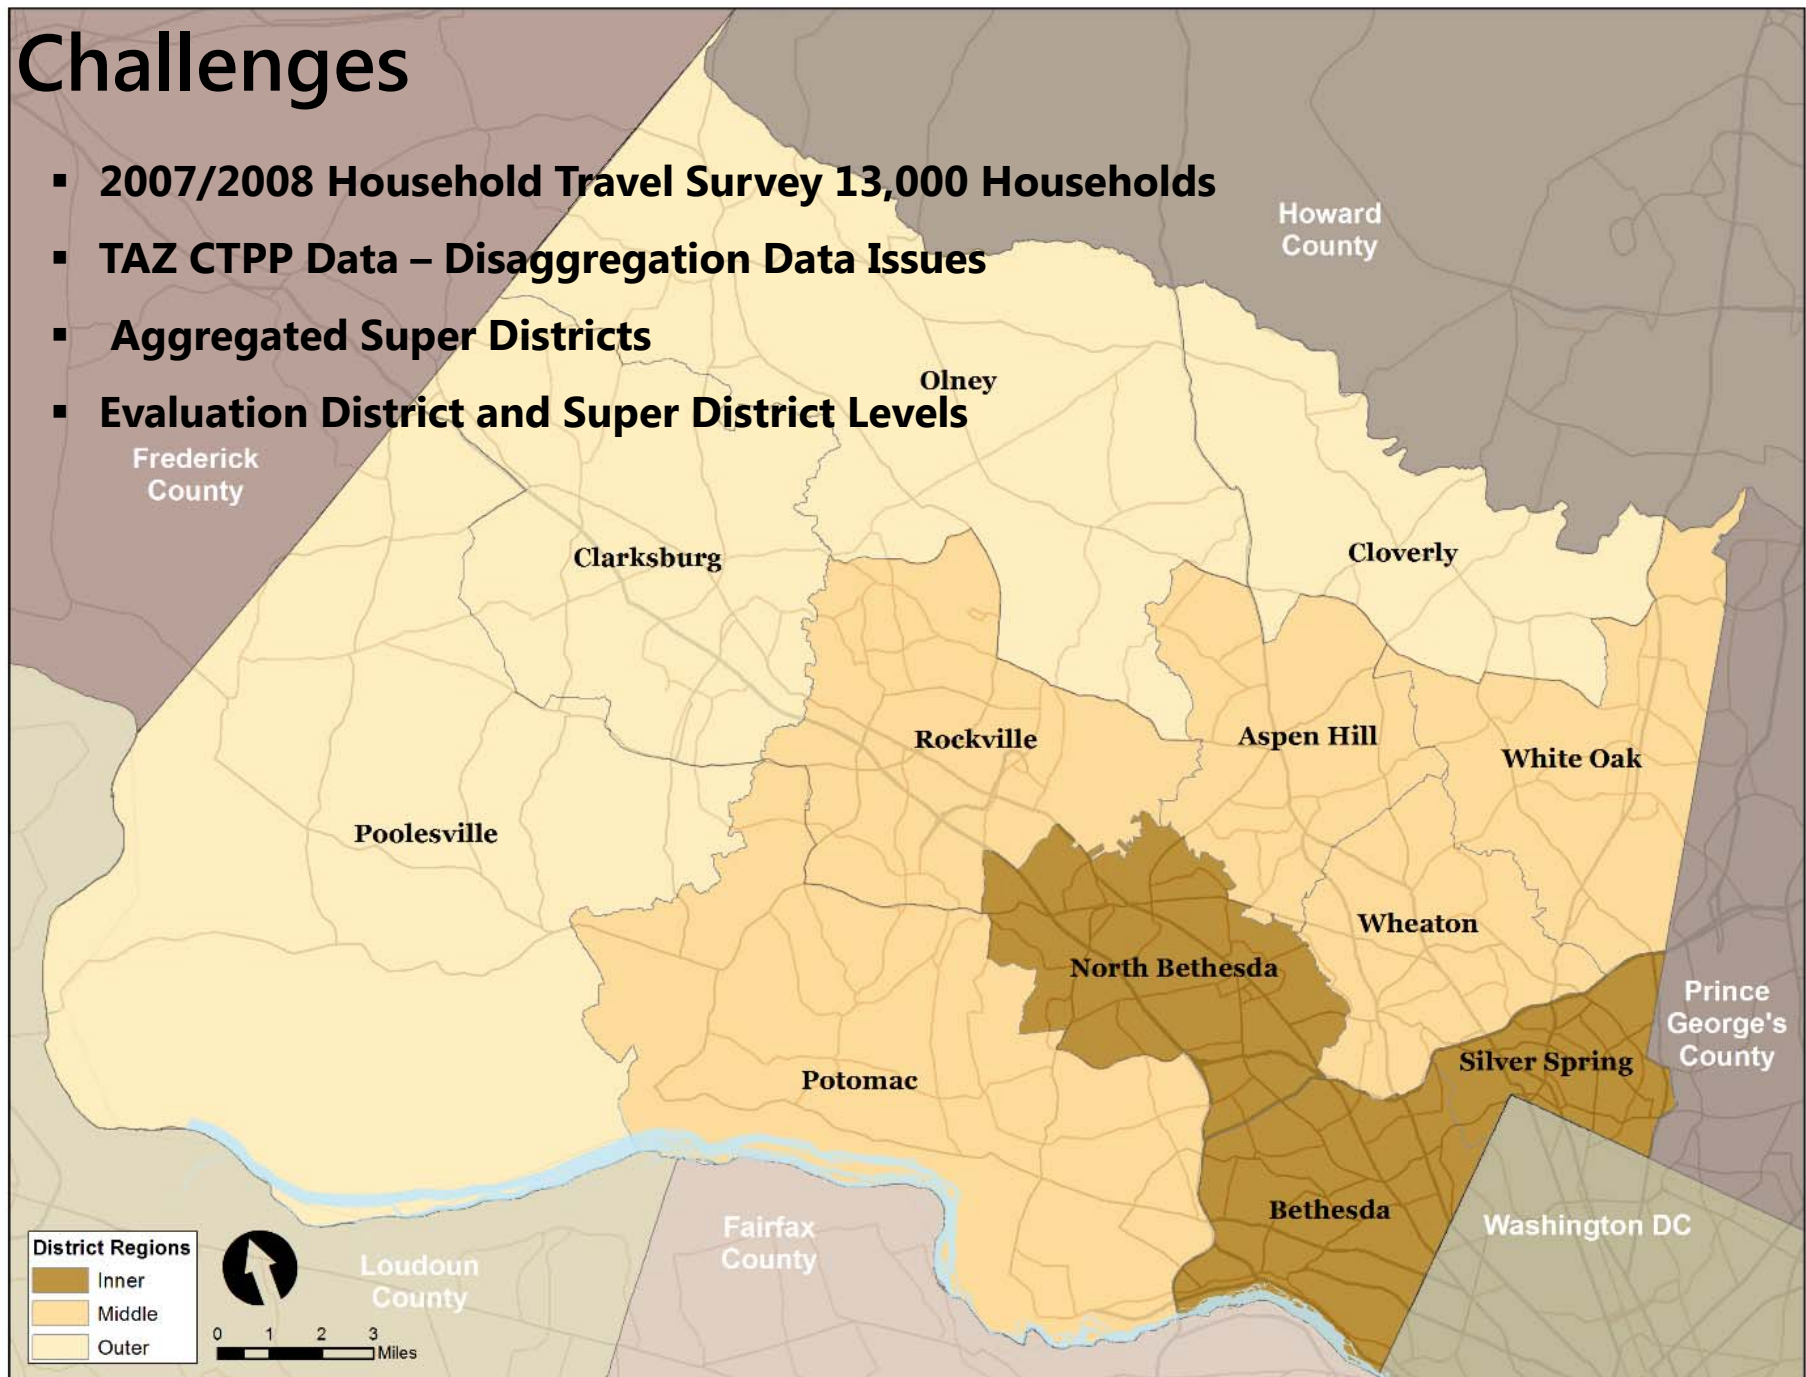 Challenges
▪ 2007/2008 Household Travel Survey 13,000 Households
▪ TAZ CTPP Data – Disaggregation Data Issues
▪ Aggregated Super Districts
▪ Evaluation District and Super District Levels
Howard
County
Olney
Frederick
County
Clarksburg
Cloverly
Rockville
Aspen Hill
White Oak
Poolesville
Wheaton
North Bethesda
Prince
George's
County
Silver Spring
Potomac
Bethesda
Washington DC
Fairfax
County
Loudoun
County
District Regions
Inner
Middle
Outer
0 1 2 3
Miles